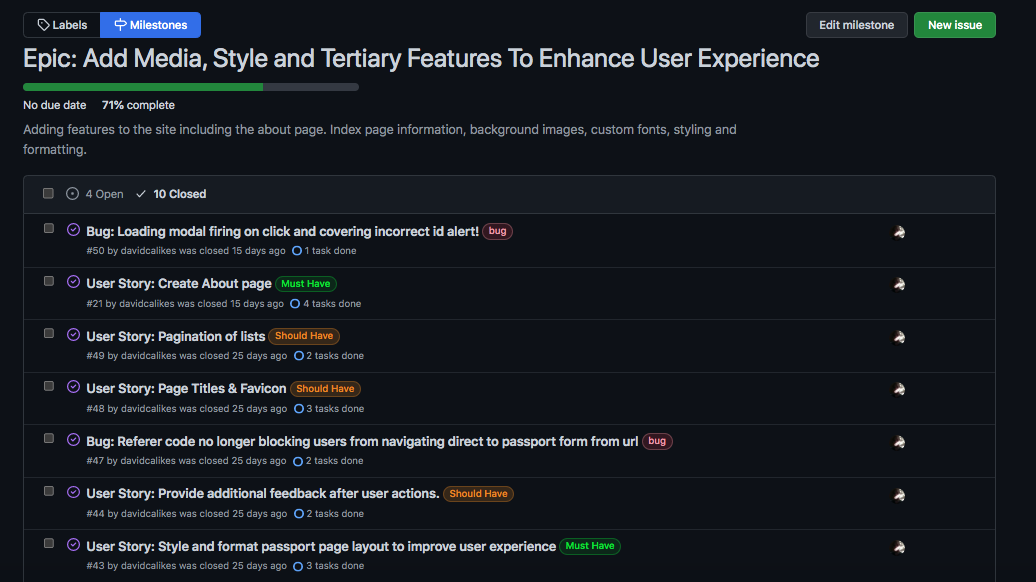 Labels Milestones Edit milestone New issue
Epic: Add Media, Style and Tertiary Features To Enhance User Experience
No due date 71% complete
Adding features to the site including the about page. Index page information, background images, custom fonts, styling and
formatting.
4 Open 10 Closed
Bug: Loading modal firing on click and covering incorrect id alert! bug
#50 by davidcalikes was closed 15 days ago 1 task done
User Story: Create About page Must Have
#21 by davidcalikes was closed 15 days ago 4 tasks done
User Story: Pagination of lists Should Have
#49 by davidcalikes was closed 25 days ago 2 tasks done
User Story: Page Titles & Favicon Should Have
#48 by davidcalikes was closed 25 days ago 3 tasks done
Bug: Referer code no longer blocking users from navigating direct to passport form from url bug
#47 by davidcalikes was closed 25 days ago 2 tasks done
User Story: Provide additional feedback after user actions. Should Have
#44 by davidcalikes was closed 25 days ago 2 tasks done
User Story: Style and format passport page layout to improve user experience Must Have
#43 by davidcalikes was closed 25 days ago 3 tasks done